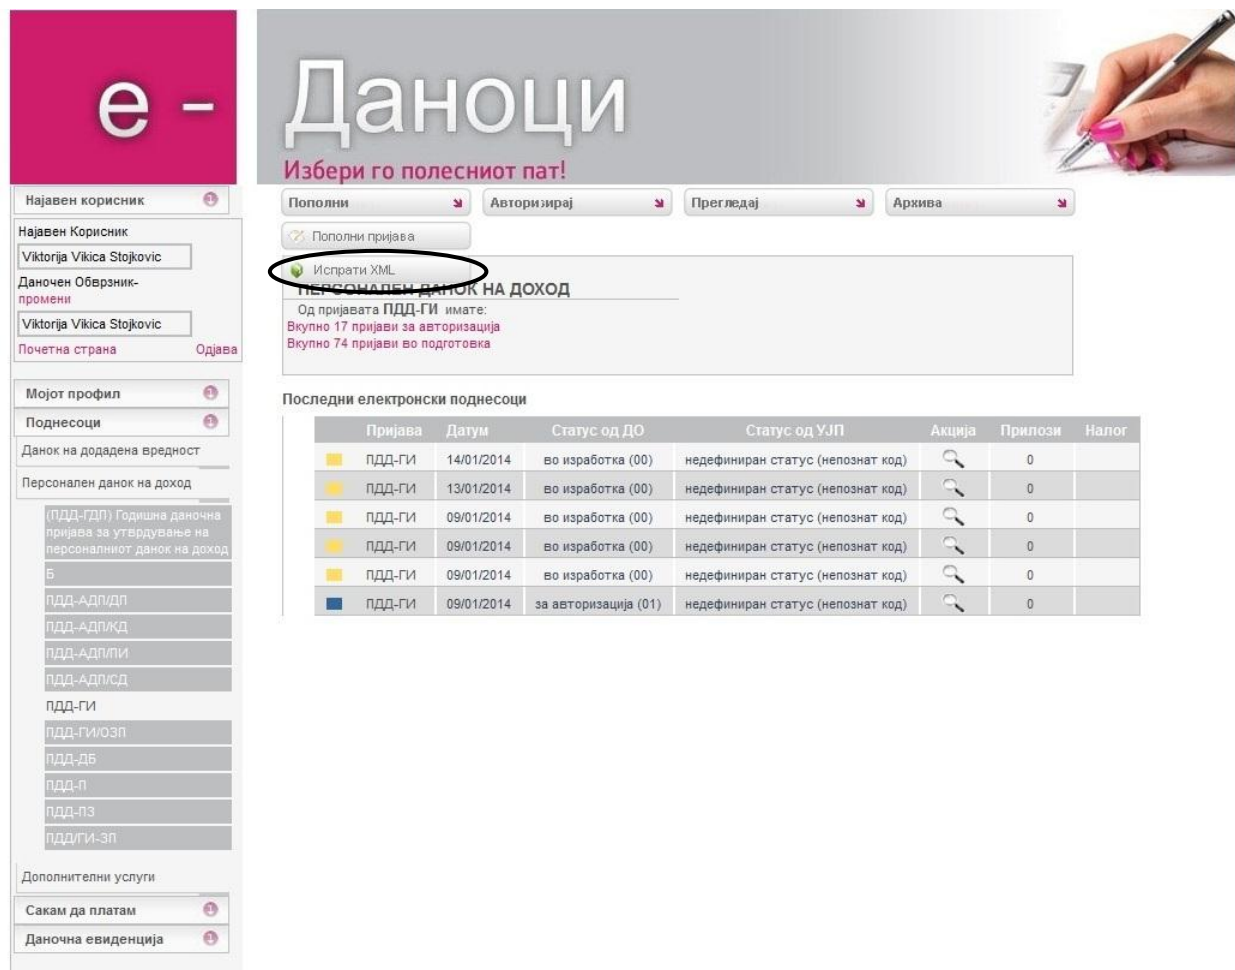 е - Даноци
Избери го полесниот пат!
Најавен корисник
Најавен Корисник
Viktorija Vikica Stojkovic
Даночен Обврзник-
промени
Viktorija Vikica Stojkovic
Почетна страна Одјава
Мојот профил
Поднесоци
Данок на додадена вредност
Персонален данок на доход
(ПДД-ГДП) Годишна даночна
пријава за утврдување на
персоналниот данок на доход
Б
ПДД-АДП/ДП
ПДД-АДП/КД
ПДД-АДП/ПИ
ПДД-АДП/СД
ПДД-ГИ
ПДД-ГИ/ОЗП
ПДД-ДБ
ПДД-П
ПДД-ПЗ
ПДД/ГИ-ЗП
Дополнителни услуги
Сакам да платам
Даночна евиденција
Пополни Авторизирај Прегледај Архива
Пополни пријава
Испрати XML
ПЕРСОНАЛЕН ДАНОК НА ДОХОД
Од пријавата ПДД-ГИ имате:
Вкупно 17 пријави за авторизација
Вкупно 74 пријави во подготовка
Последни електронски поднесоци
Пријава Датум Статус од ДО Статус од УЈП Акција Прилози Налог
ПДД-ГИ 14/01/2014 во изработка (00) недефиниран статус (непознат код) 0
ПДД-ГИ 13/01/2014 во изработка (00) недефиниран статус (непознат код) 0
ПДД-ГИ 09/01/2014 во изработка (00) недефиниран статус (непознат код) 0
ПДД-ГИ 09/01/2014 во изработка (00) недефиниран статус (непознат код) 0
ПДД-ГИ 09/01/2014 во изработка (00) недефиниран статус (непознат код) 0
ПДД-ГИ 09/01/2014 за авторизација (01) недефиниран статус (непознат код) 0